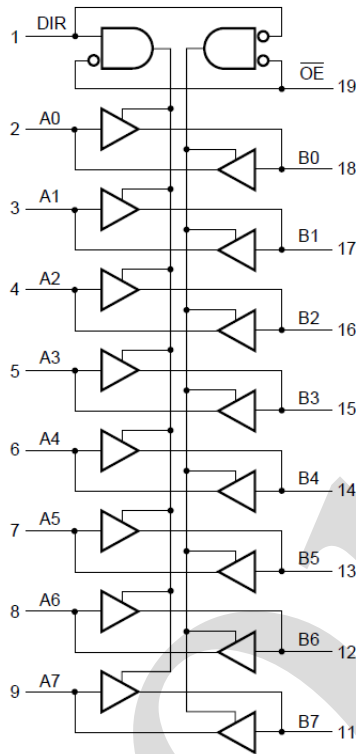 1 DIR
OE 19
2 A0
B0 18
3 A1
B1 17
4 A2
B2 16
5 A3
B3 15
6 A4
B4 14
7 A5
B5 13
8 A6
B6 12
9 A7
B7 11